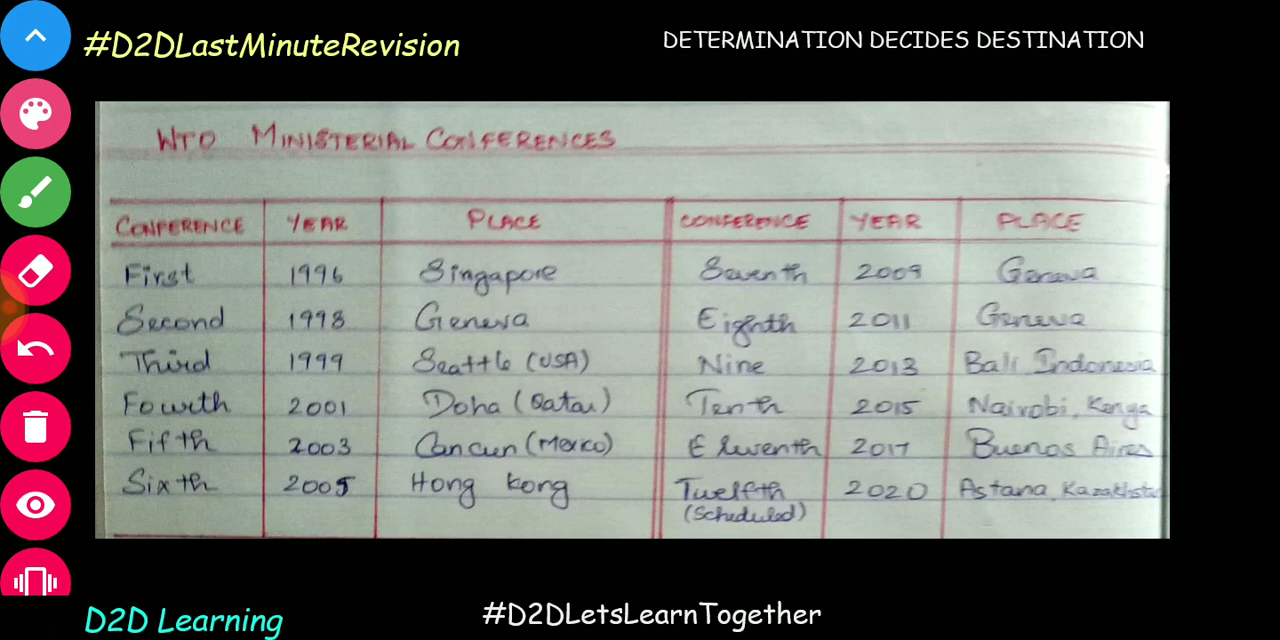 #D2DLastMinuteRevision
DETERMINATION DECIDES DESTINATION
WTO MINISTERIAL CONFERENCES
CONFERENCE YEAR PLACE CONFERENCE YEAR PLACE
First 1996 Singapore Seventh 2009 Geneva
Second 1998 Geneva Eighth 2011 Geneva
Third 1999 Seattle (USA) Nine 2013 Bali Indonesia
Fourth 2001 Doha (Qatar) Tenth 2015 Nairobi, Kenya
Fifth 2003 Cancun (Mexico) Eleventh 2017 Buenos Aires
Sixth 2005 Hong Kong Twelfth 2020 Astana, Kazakhstan
(Scheduled)
D2D Learning
#D2DLetsLearnTogether